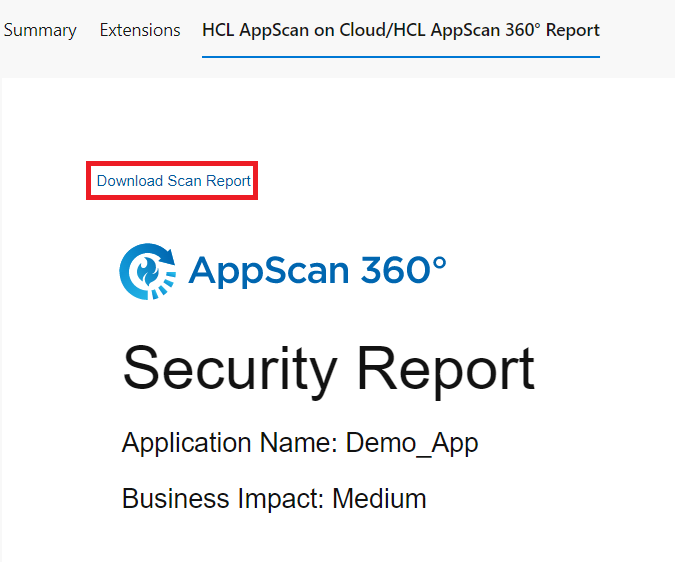 Summary Extensions HCL AppScan on Cloud/HCL AppScan 360° Report
Download Scan Report
AppScan 360°
Security Report
Application Name: Demo_App
Business Impact: Medium